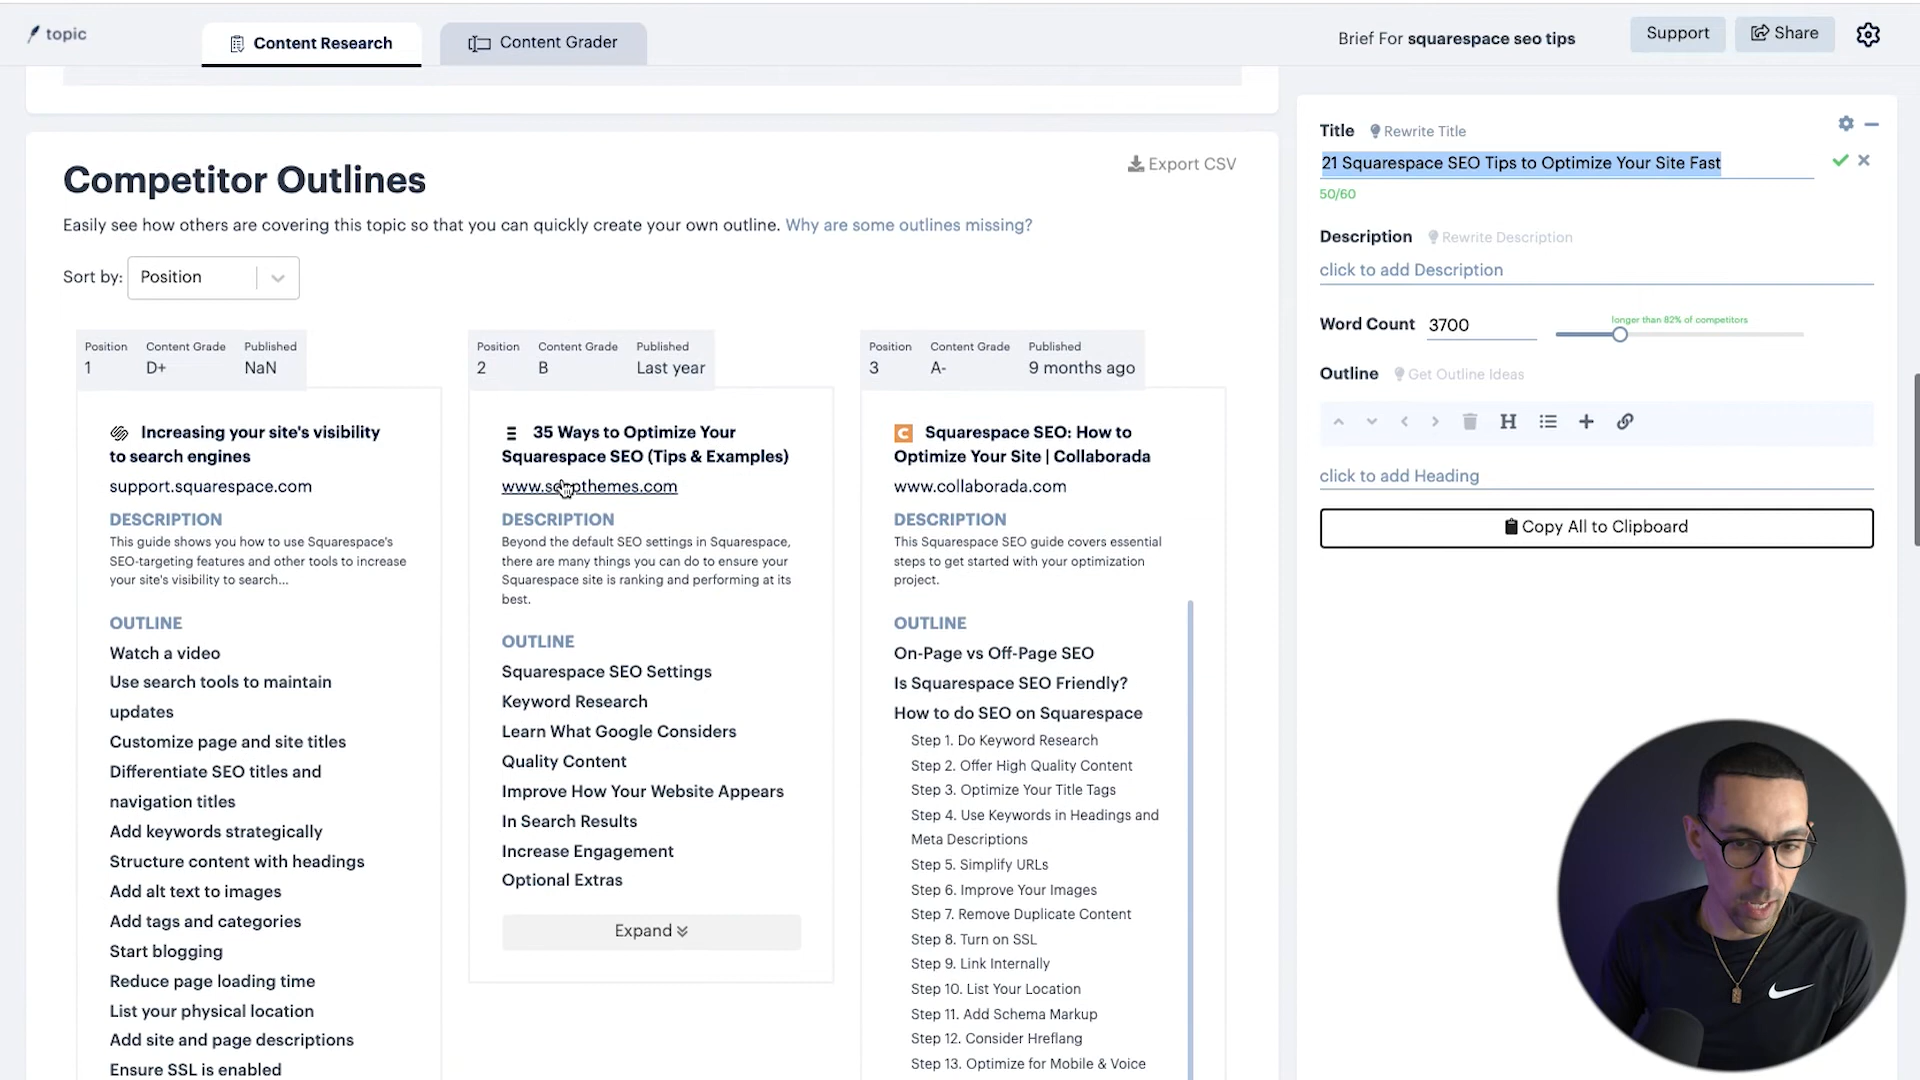 topic
Content Research
Content Grader
Brief For squarespace seo tips
Support
Share
Competitor Outlines
Export CSV
Easily see how others are covering this topic so that you can quickly create your own outline. Why are some outlines missing?
Sort by: Position
Position Content Grade Published
1 D+ NaN
Increasing your site's visibility
to search engines
support.squarespace.com
DESCRIPTION
This guide shows you how to use Squarespace's
SEO-targeting features and other tools to increase
your site's visibility to search...
OUTLINE
Watch a video
Use search tools to maintain
updates
Customize page and site titles
Differentiate SEO titles and
navigation titles
Add keywords strategically
Structure content with headings
Add alt text to images
Add tags and categories
Start blogging
Reduce page loading time
List your physical location
Add site and page descriptions
Ensure SSL is enabled
Position Content Grade Published
2 B Last year
35 Ways to Optimize Your
Squarespace SEO (Tips & Examples)
DESCRIPTION
Beyond the default SEO settings in Squarespace,
there are many things you can do to ensure your
Squarespace site is ranking and performing at its
best.
OUTLINE
Squarespace SEO Settings
Keyword Research
Learn What Google Considers
Quality Content
Improve How Your Website Appears
In Search Results
Increase Engagement
Optional Extras
Expand
Position Content Grade Published
3 A- 9 months ago
C Squarespace SEO: How to
Optimize Your Site | Collaborada
www.collaborada.com
DESCRIPTION
This Squarespace SEO guide covers essential
steps to get started with your optimization
project.
OUTLINE
On-Page vs Off-Page SEO
Is Squarespace SEO Friendly?
How to do SEO on Squarespace
Step 1. Do Keyword Research
Step 2. Offer High Quality Content
Step 3. Optimize Your Title Tags
Step 4. Use Keywords in Headings and
Meta Descriptions
Step 5. Simplify URLs
Step 6. Improve Your Images
Step 7. Remove Duplicate Content
Step 8. Turn on SSL
Step 9. Link Internally
Step 10. List Your Location
Step 11. Add Schema Markup
Step 12. Consider Hreflang
Step 13. Optimize for Mobile & Voice
Title Rewrite Title
21 Squarespace SEO Tips to Optimize Your Site Fast
50/60
Description Rewrite Description
click to add Description
Word Count 3700
longer than 82% of competitors
Outline Get Outline Ideas
H
click to add Heading
Copy All to Clipboard